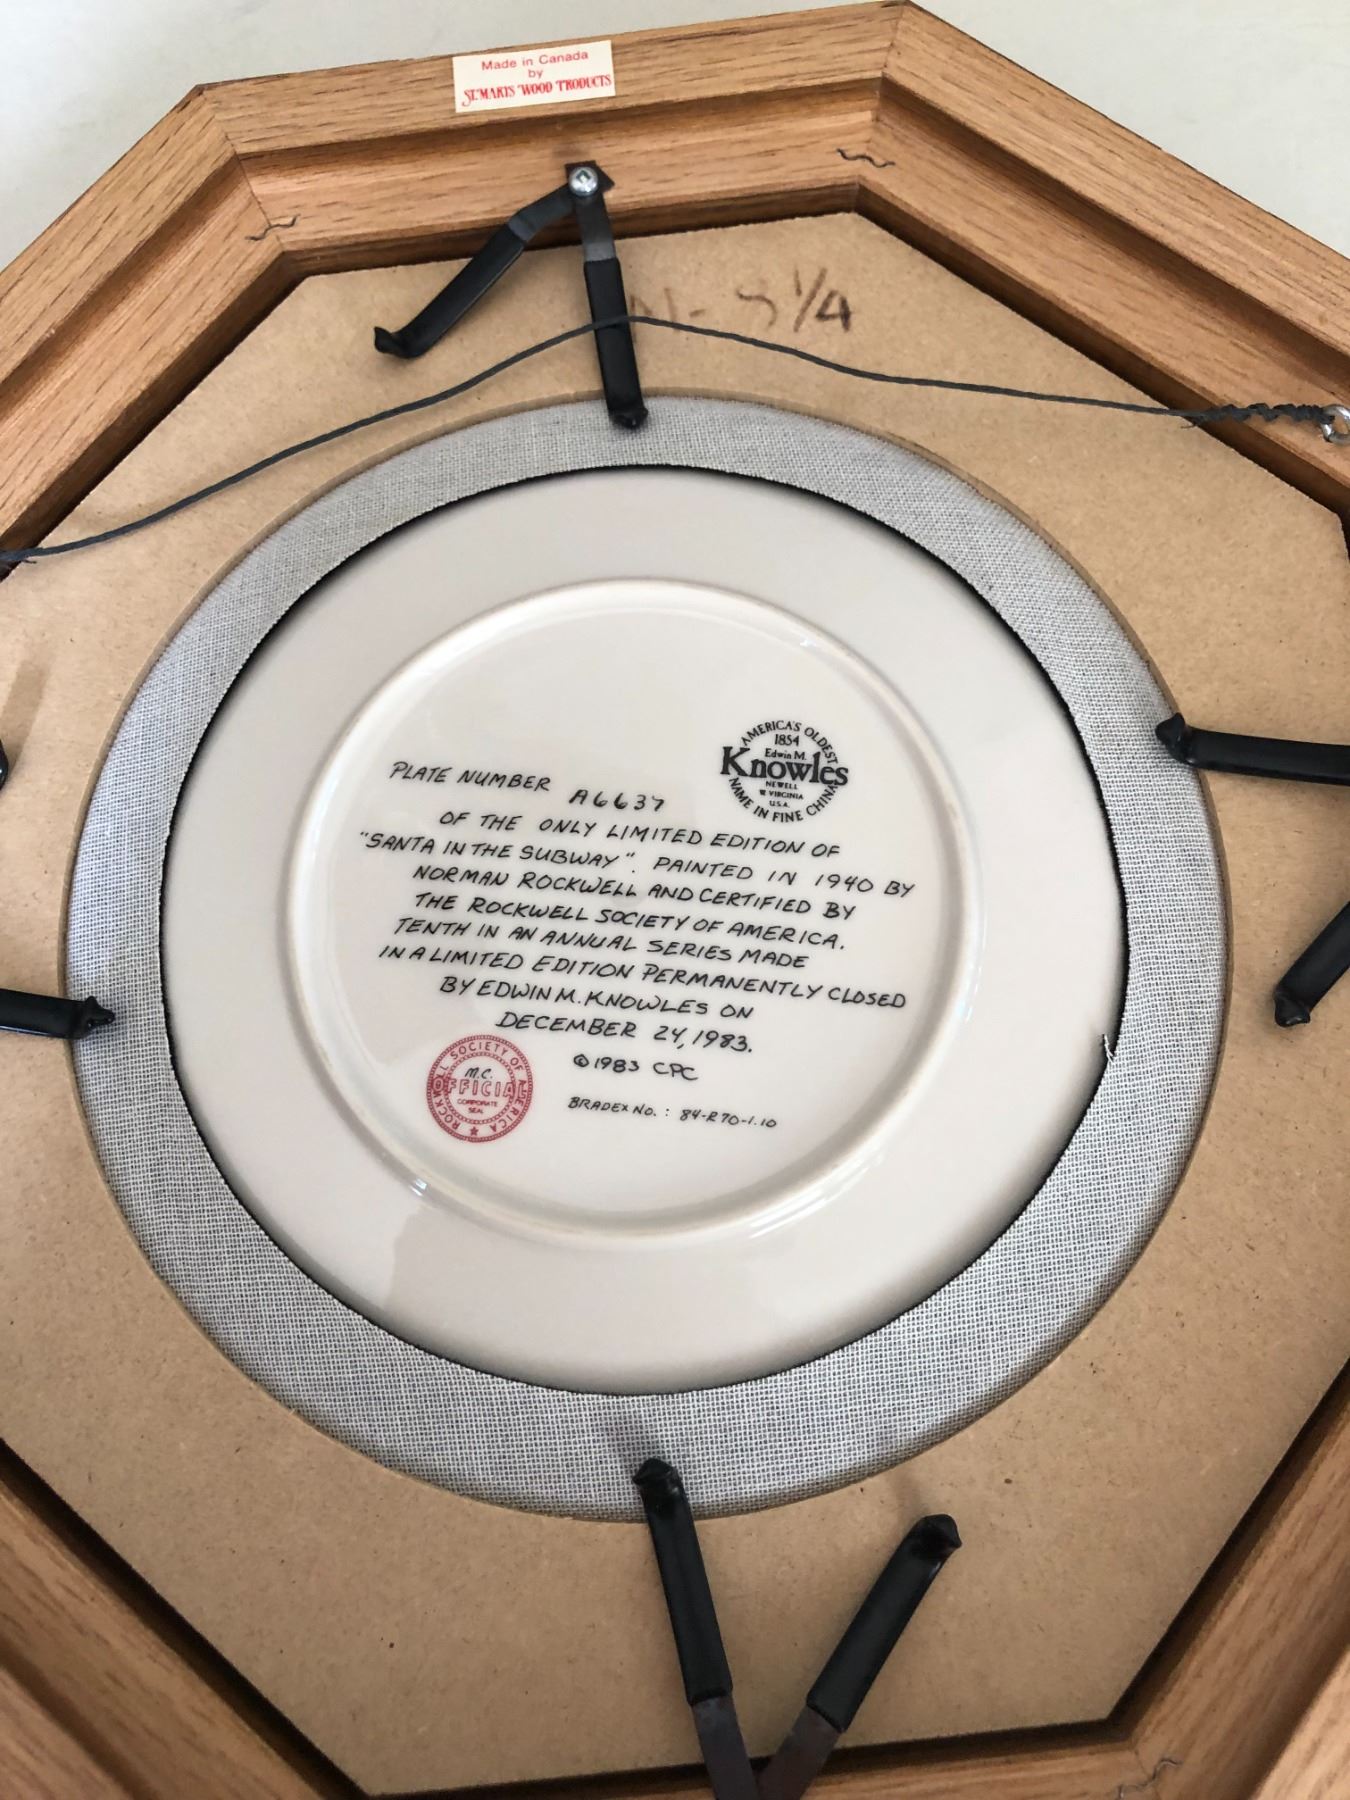 Made in Canada
by
ST. MARYS WOOD PRODUCTS
8 1/4
AMERICA'S OLDEST
1854
Edwin M.
Knowles
NEWELL
W VIRGINIA
U.S.A.
NAME IN FINE CHINA
PLATE NUMBER A6637
OF THE ONLY LIMITED EDITION OF
"SANTA IN THE SUBWAY". PAINTED IN 1940 BY
NORMAN ROCKWELL AND CERTIFIED BY
THE ROCKWELL SOCIETY OF AMERICA.
TENTH IN AN ANNUAL SERIES MADE
IN A LIMITED EDITION PERMANENTLY CLOSED
BY EDWIN M. KNOWLES ON
DECEMBER 24, 1983.
© 1983 CPC
BRADEX NO.: 84-R70-1.10
ROCKWELL SOCIETY OF AMERICA
M.C.
OFFICIAL
CORPORATE
SEAL